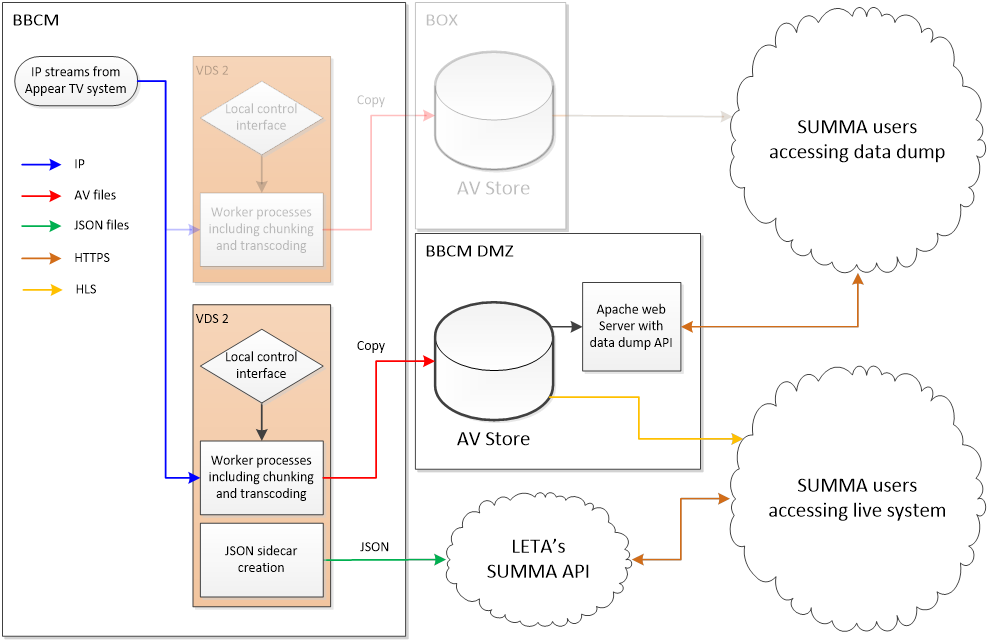 BBCM
IP streams from
Appear TV system
IP
AV files
JSON files
HTTPS
HLS
VDS 2
Local control
interface
Worker processes
including chunking
and transcoding
Copy
BOX
AV Store
SUMMA users
accessing data dump
VDS 2
Local control
interface
Worker processes
including chunking
and transcoding
JSON sidecar
creation
Copy
JSON
BBCM DMZ
AV Store
Apache web
Server with
data dump API
LETA's
SUMMA API
SUMMA users
accessing live system